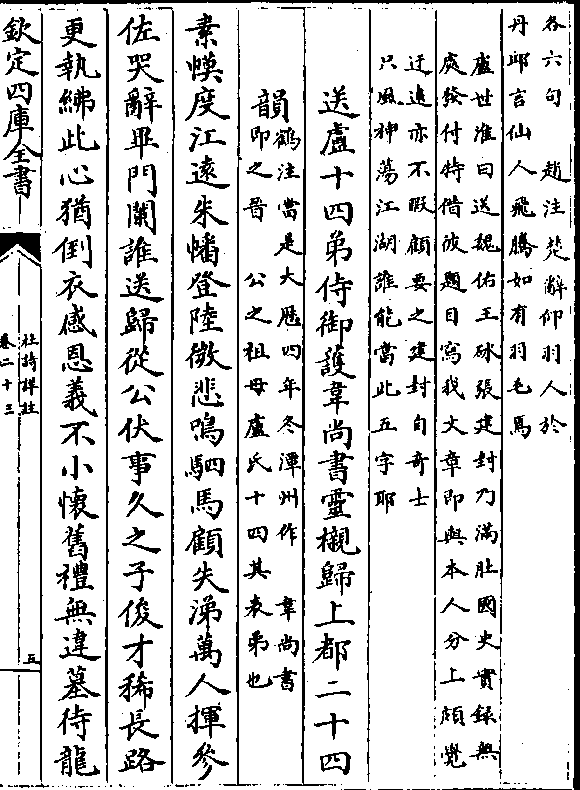 各六句　趙注楚辭仰羽人於
丹邱言仙人飛騰如有羽毛焉
盧世淮曰送魏佑王砅張建封乃滿肚國史實錄無
處發付特借彼題目寫我文章即與本人分上頗覺
迂遠亦不暇顧要之建封自奇士
只風神蕩江湖誰能當此五字耶
送盧十四弟侍御護韋尚書靈櫬歸上都二十四
韻
鶴注當是大厯四年冬潭州作　韋尚書
即之晉　公之祖母盧氏十四其表弟也
素幙度江遠朱幡登陸微悲鳴駟馬顧失涕萬人揮參
佐哭辭畢門闌誰送歸從公伏事久之子俊才稀長路
更執紼此心猶倒衣感恩義不小懷舊禮無違墓待龍
欽定四庫全書
杜詩詳註
卷二十三
五